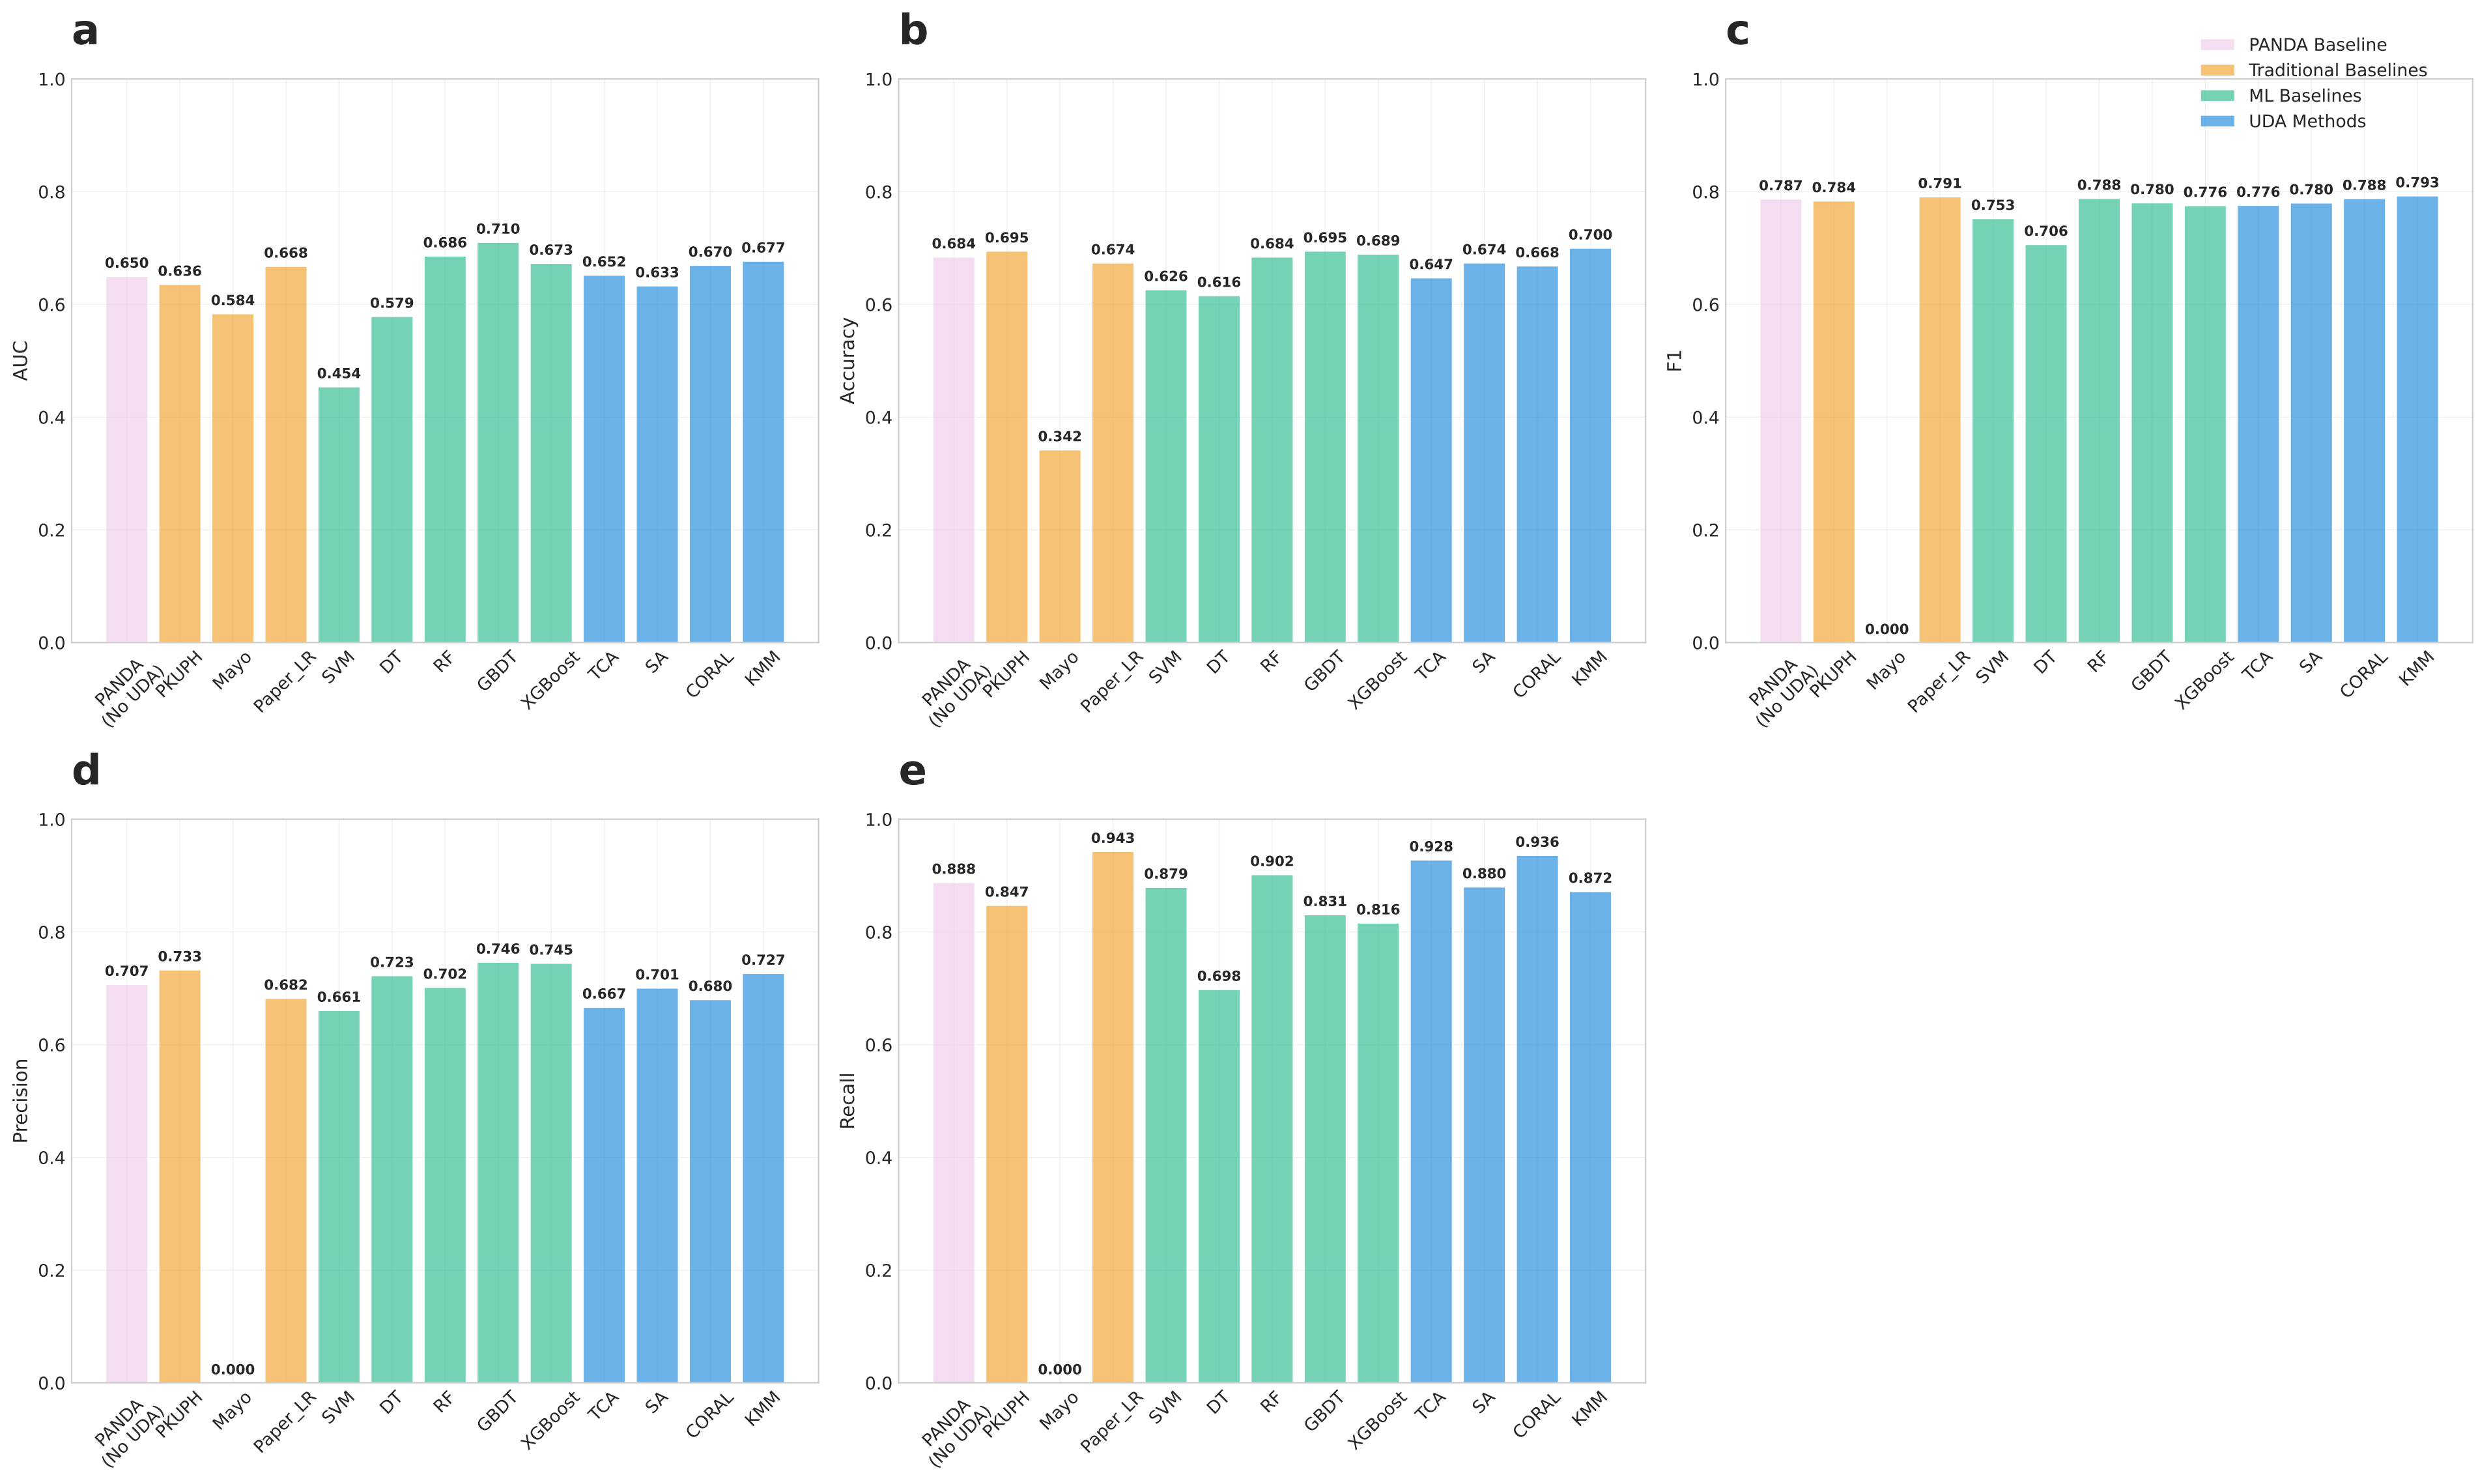 a
1.0
0.8
0.6
0.4
0.2
0.0
AUC
0.650
0.636
0.584
0.668
0.454
0.579
0.686
0.710
0.673
0.652
0.633
0.670
0.677
PANDA
(No UDA)
PKUPH
Mayo
Paper_LR
SVM
DT
RF
GBDT
XGBoost
TCA
SA
CORAL
KMM
b
1.0
0.8
0.6
0.4
0.2
0.0
Accuracy
0.684
0.695
0.342
0.674
0.626
0.616
0.684
0.695
0.689
0.647
0.674
0.668
0.700
PANDA
(No UDA)
PKUPH
Mayo
Paper_LR
SVM
DT
RF
GBDT
XGBoost
TCA
SA
CORAL
KMM
c
PANDA Baseline
Traditional Baselines
ML Baselines
UDA Methods
1.0
0.8
0.6
0.4
0.2
0.0
F1
0.787
0.784
0.000
0.791
0.753
0.706
0.788
0.780
0.776
0.776
0.780
0.788
0.793
PANDA
(No UDA)
PKUPH
Mayo
Paper_LR
SVM
DT
RF
GBDT
XGBoost
TCA
SA
CORAL
KMM
d
1.0
0.8
0.6
0.4
0.2
0.0
Precision
0.707
0.733
0.000
0.682
0.661
0.723
0.702
0.746
0.745
0.667
0.701
0.680
0.727
PANDA
(No UDA)
PKUPH
Mayo
Paper_LR
SVM
DT
RF
GBDT
XGBoost
TCA
SA
CORAL
KMM
e
1.0
0.8
0.6
0.4
0.2
0.0
Recall
0.888
0.847
0.000
0.943
0.879
0.698
0.902
0.831
0.816
0.928
0.880
0.936
0.872
PANDA
(No UDA)
PKUPH
Mayo
Paper_LR
SVM
DT
RF
GBDT
XGBoost
TCA
SA
CORAL
KMM